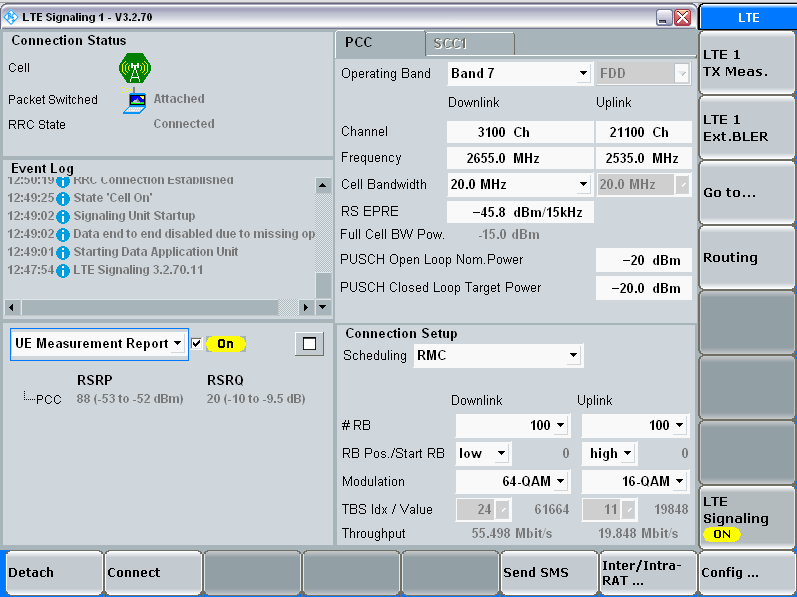 LTE Signaling 1 - V3.2.70
LTE
Connection Status
Cell
Packet Switched Attached
RRC State Connected
Event Log
12:50:19 RRC Connection Established
12:49:25 State 'Cell On'
12:49:02 Signaling Unit Startup
12:49:02 Data end to end disabled due to missing op
12:49:01 Starting Data Application Unit
12:47:54 LTE Signaling 3.2.70.11
UE Measurement Report On
RSRP RSRQ
PCC 88 (-53 to -52 dBm) 20 (-10 to -9.5 dB)
PCC SCC1
Operating Band Band 7 FDD
Downlink Uplink
Channel 3100 Ch 21100 Ch
Frequency 2655.0 MHz 2535.0 MHz
Cell Bandwidth 20.0 MHz 20.0 MHz
RS EPRE -45.8 dBm/15kHz
Full Cell BW Pow. -15.0 dBm
PUSCH Open Loop Nom.Power -20 dBm
PUSCH Closed Loop Target Power -20.0 dBm
Connection Setup
Scheduling RMC
Downlink Uplink
# RB 100 100
RB Pos./Start RB low 0 high 0
Modulation 64-QAM 16-QAM
TBS Idx / Value 24 61664 11 19848
Throughput 55.498 Mbit/s 19.848 Mbit/s
LTE 1
TX Meas.
LTE 1
Ext.BLER
Go to...
Routing
LTE
Signaling
ON
Detach
Connect
Send SMS
Inter/Intra-
RAT ...
Config ...